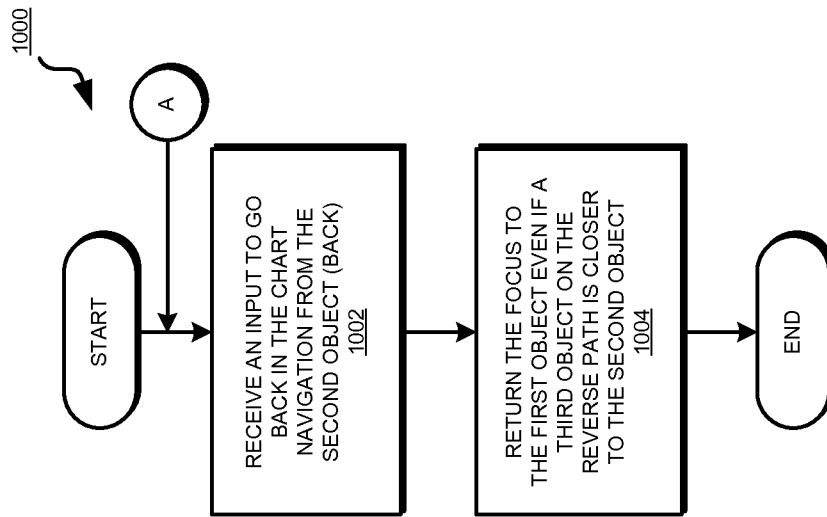 1000
START
A
RECEIVE AN INPUT TO GO
BACK IN THE CHART
NAVIGATION FROM THE
SECOND OBJECT (BACK)
1002
RETURN THE FOCUS TO
THE FIRST OBJECT EVEN IF A
THIRD OBJECT ON THE
REVERSE PATH IS CLOSER
TO THE SECOND OBJECT
1004
END